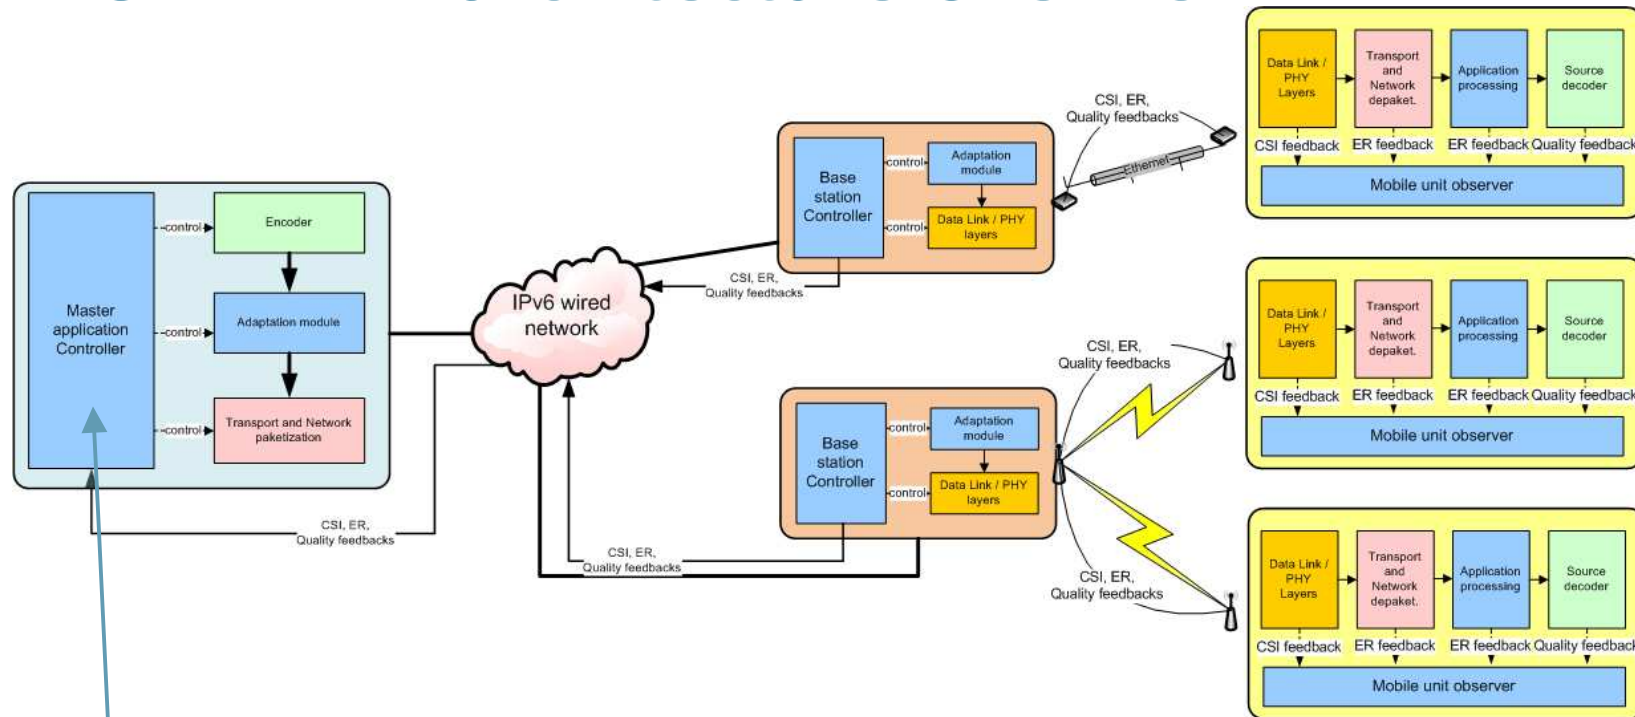 Master
application
Controller
control
control
control
Encoder
Adaptation module
Transport and Network
paketization
CSI, ER,
Quality feedbacks
IPv6 wired
network
CSI, ER,
Quality feedbacks
Base
station
Controller
control
control
Adaptation
module
Data Link / PHY
layers
CSI, ER,
Quality feedbacks
Ethernet
CSI, ER,
Quality feedbacks
Base
station
Controller
control
control
Adaptation
module
Data Link / PHY
layers
CSI, ER,
Quality feedbacks
CSI, ER,
Quality feedbacks
Data Link /
PHY
Layers
Transport
and
Network
depaket.
Application
processing
Source
decoder
CSI feedback
ER feedback
ER feedback
Quality feedback
Mobile unit observer
Data Link /
PHY
Layers
Transport
and
Network
depaket.
Application
processing
Source
decoder
CSI feedback
ER feedback
ER feedback
Quality feedback
Mobile unit observer
Data Link /
PHY
Layers
Transport
and
Network
depaket.
Application
processing
Source
decoder
CSI feedback
ER feedback
ER feedback
Quality feedback
Mobile unit observer